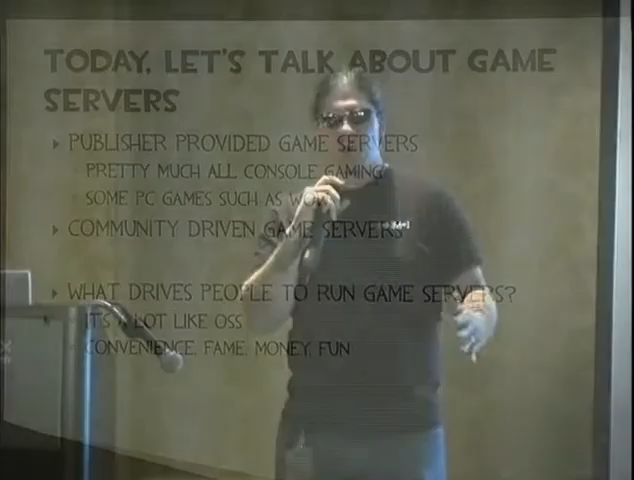 TODAY, LET'S TALK ABOUT GAME
SERVERS
PUBLISHER PROVIDED GAME SERVERS
PRETTY MUCH ALL CONSOLE GAMING
SOME PC GAMES SUCH AS WOW
COMMUNITY DRIVEN GAME SERVERS
WHAT DRIVES PEOPLE TO RUN GAME SERVERS?
IT'S A LOT LIKE OSS
CONVENIENCE, FAME, MONEY, FUN